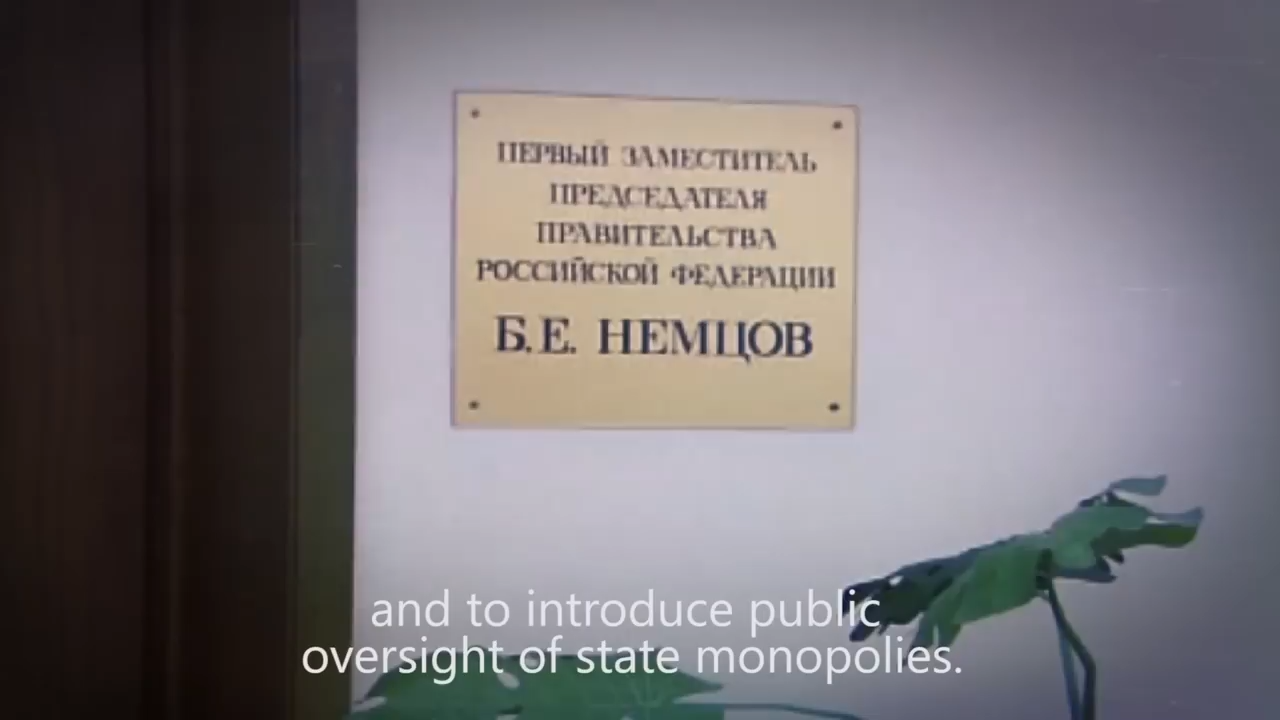 ПЕРВЫЙ ЗАМЕСТИТЕЛЬ
ПРЕДСЕДАТЕЛЯ
ПРАВИТЕЛЬСТВА
РОССИЙСКОЙ ФЕДЕРАЦИИ
Б.Е. НЕМЦОВ
and to introduce public
oversight of state monopolies.